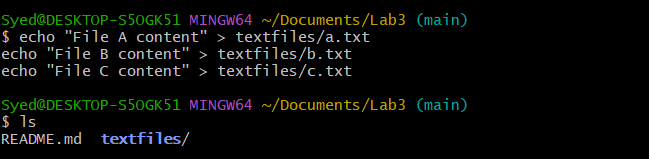 Syed@DESKTOP-S5OGK51 MINGW64 ~/Documents/Lab3 (main)
$ echo "File A content" > textfiles/a.txt
echo "File B content" > textfiles/b.txt
echo "File C content" > textfiles/c.txt
Syed@DESKTOP-S5OGK51 MINGW64 ~/Documents/Lab3 (main)
$ ls
README.md  textfiles/